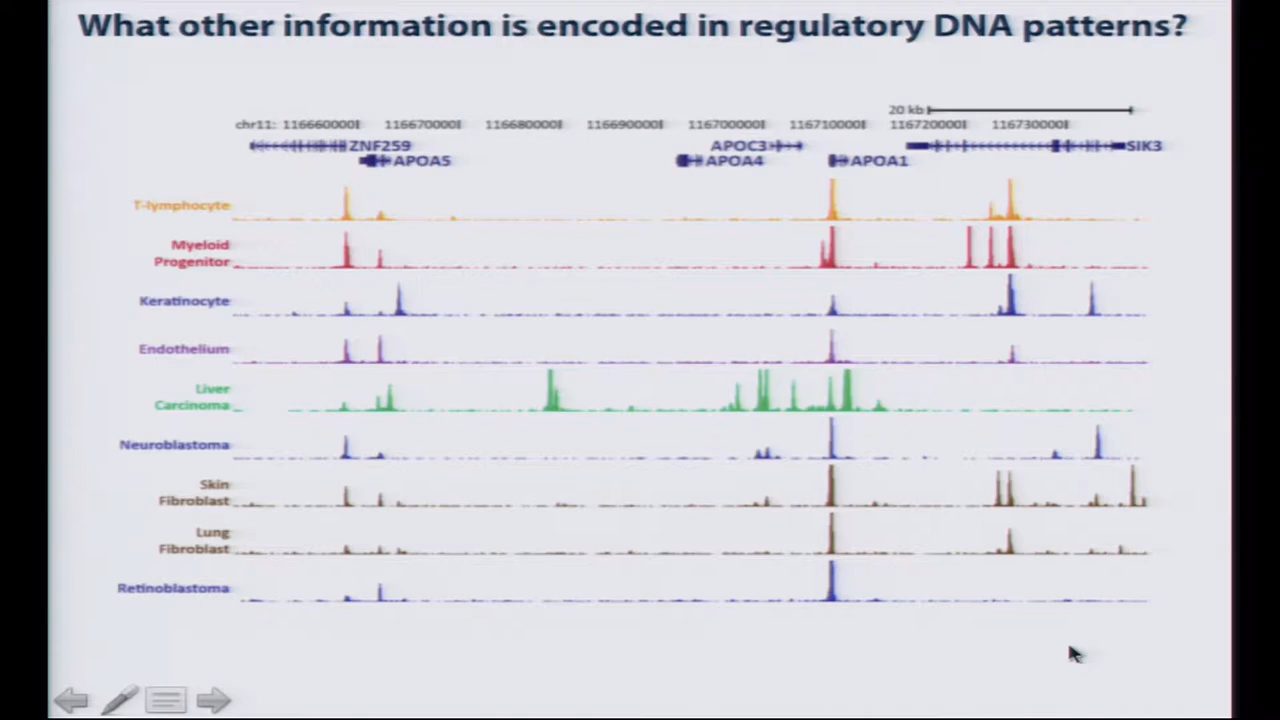 What other information is encoded in regulatory DNA patterns?
20 kb
chr11: 116660000 116670000 116680000 116690000 116700000 116710000 116720000 116730000
ZNF259 APOC3 SIK3
APOA5 APOA4 APOA1
T-lymphocyte
Myeloid
Progenitor
Keratinocyte
Endothelium
Liver
Carcinoma
Neuroblastoma
Skin
Fibroblast
Lung
Fibroblast
Retinoblastoma